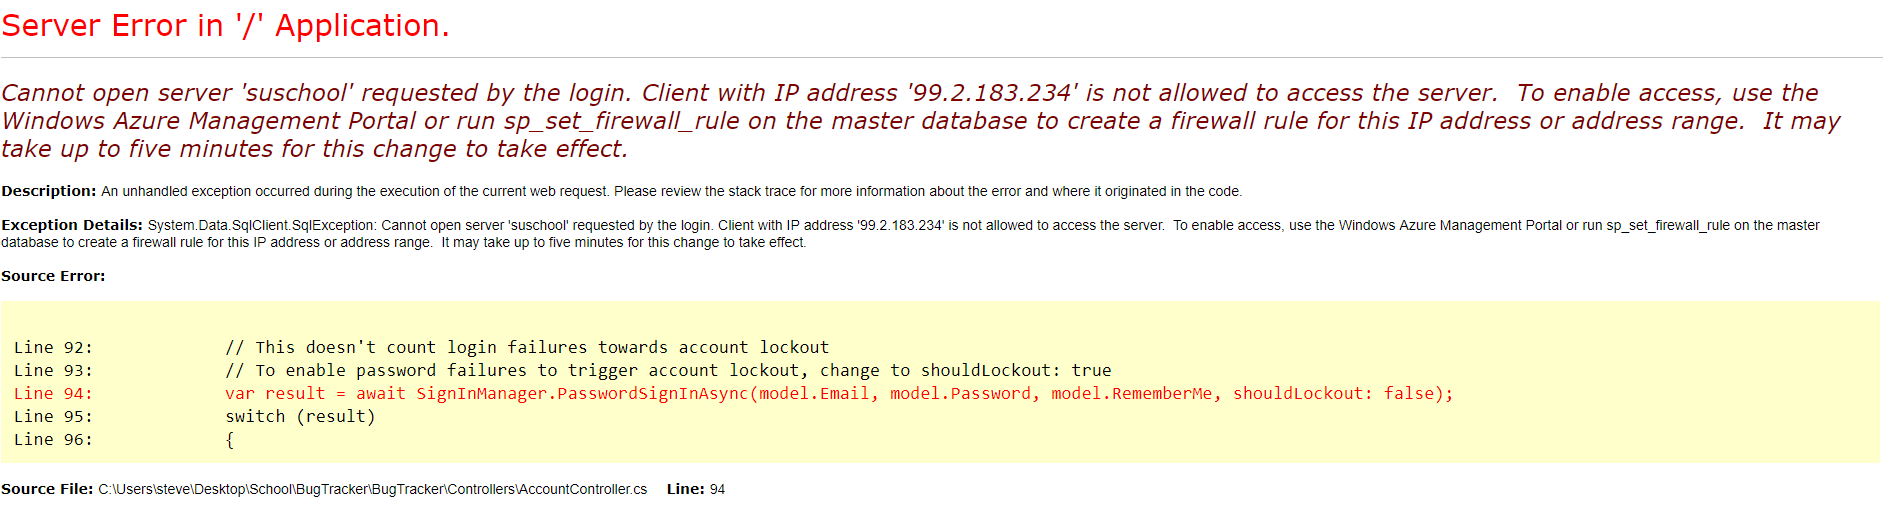 Server Error in '/' Application.
Cannot open server 'suschool' requested by the login. Client with IP address '99.2.183.234' is not allowed to access the server.  To enable access, use the
Windows Azure Management Portal or run sp_set_firewall_rule on the master database to create a firewall rule for this IP address or address range.  It may
take up to five minutes for this change to take effect.
Description: An unhandled exception occurred during the execution of the current web request. Please review the stack trace for more information about the error and where it originated in the code.
Exception Details: System.Data.SqlClient.SqlException: Cannot open server 'suschool' requested by the login. Client with IP address '99.2.183.234' is not allowed to access the server.  To enable access, use the Windows Azure Management Portal or run sp_set_firewall_rule on the master
database to create a firewall rule for this IP address or address range.  It may take up to five minutes for this change to take effect.
Source Error:
Line 92:             // This doesn't count login failures towards account lockout
Line 93:             // To enable password failures to trigger account lockout, change to shouldLockout: true
Line 94:             var result = await SignInManager.PasswordSignInAsync(model.Email, model.Password, model.RememberMe, shouldLockout: false);
Line 95:             switch (result)
Line 96:             {
Source File: C:\Users\steve\Desktop\School\BugTracker\BugTracker\Controllers\AccountController.cs    Line: 94